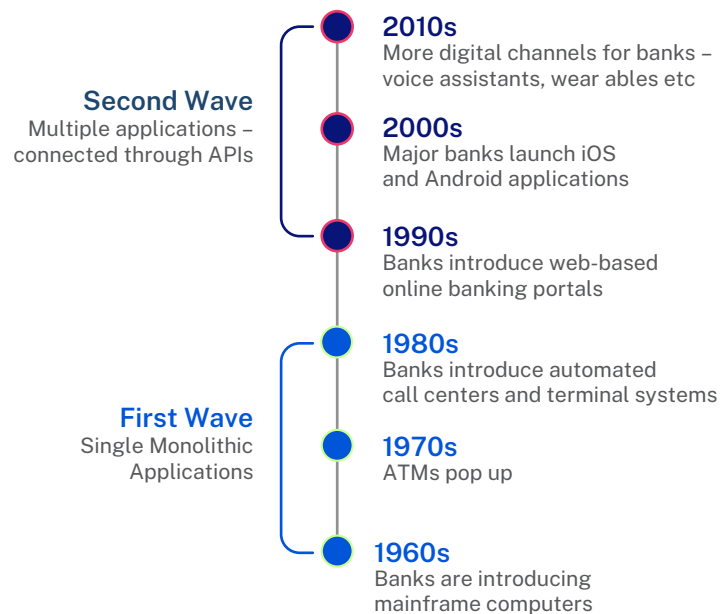 2010s
More digital channels for banks –
voice assistants, wear ables etc
Second Wave
Multiple applications –
connected through APIs
2000s
Major banks launch iOS
and Android applications
1990s
Banks introduce web-based
online banking portals
1980s
Banks introduce automated
call centers and terminal systems
First Wave
Single Monolithic
Applications
1970s
ATMs pop up
1960s
Banks are introducing
mainframe computers